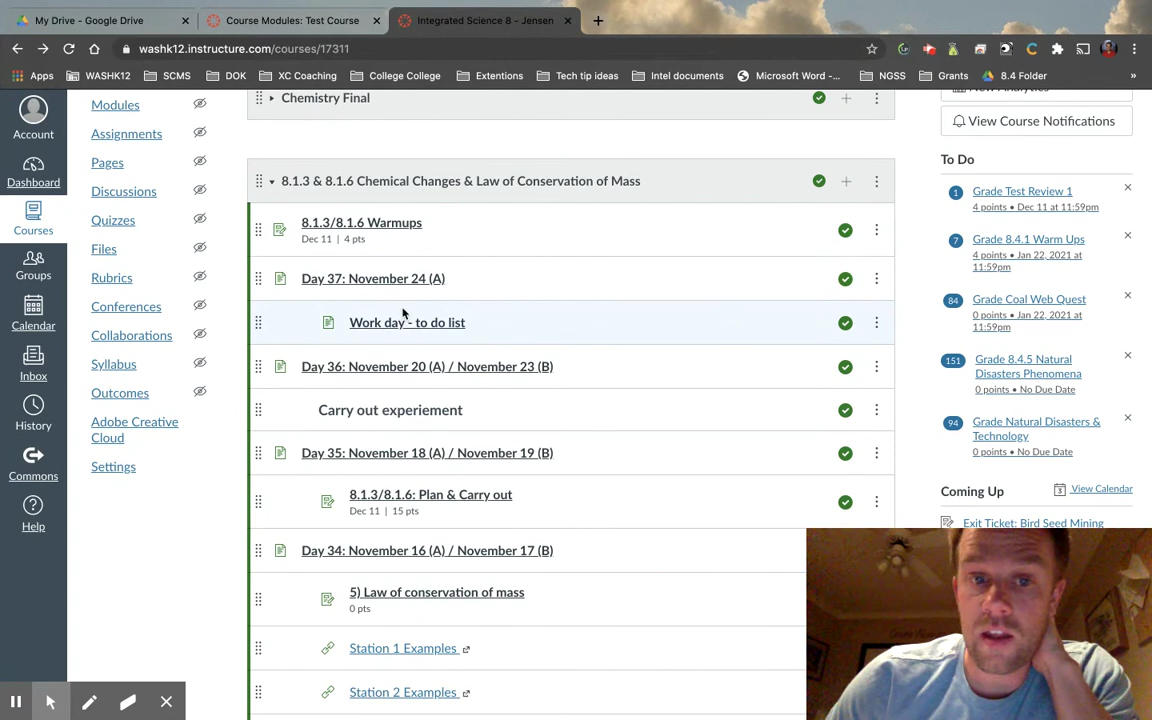 My Drive - Google Drive
Course Modules: Test Course
Integrated Science 8 - Jensen
washk12.instructure.com/courses/17311
Apps
WASHK12
SCMS
DOK
XC Coaching
College College
Extentions
Tech tip ideas
Intel documents
Microsoft Word -...
NGSS
Grants
8.4 Folder
»
Account
Dashboard
Courses
Groups
Calendar
Inbox
History
Commons
Help
Modules
Assignments
Pages
Discussions
Quizzes
Files
Rubrics
Conferences
Collaborations
Syllabus
Outcomes
Adobe Creative
Cloud
Settings
Chemistry Final
8.1.3 & 8.1.6 Chemical Changes & Law of Conservation of Mass
8.1.3/8.1.6 Warmups
Dec 11 | 4 pts
Day 37: November 24 (A)
Work day - to do list
Day 36: November 20 (A) / November 23 (B)
Carry out experiement
Day 35: November 18 (A) / November 19 (B)
8.1.3/8.1.6: Plan & Carry out
Dec 11 | 15 pts
Day 34: November 16 (A) / November 17 (B)
5) Law of conservation of mass
0 pts
Station 1 Examples
Station 2 Examples
View Course Notifications
To Do
1 Grade Test Review 1
4 points • Dec 11 at 11:59pm
7 Grade 8.4.1 Warm Ups
4 points • Jan 22, 2021 at
11:59pm
84 Grade Coal Web Quest
0 points • Jan 22, 2021 at
11:59pm
151 Grade 8.4.5 Natural
Disasters Phenomena
0 points • No Due Date
94 Grade Natural Disasters &
Technology
0 points • No Due Date
Coming Up
View Calendar
Exit Ticket: Bird Seed Mining